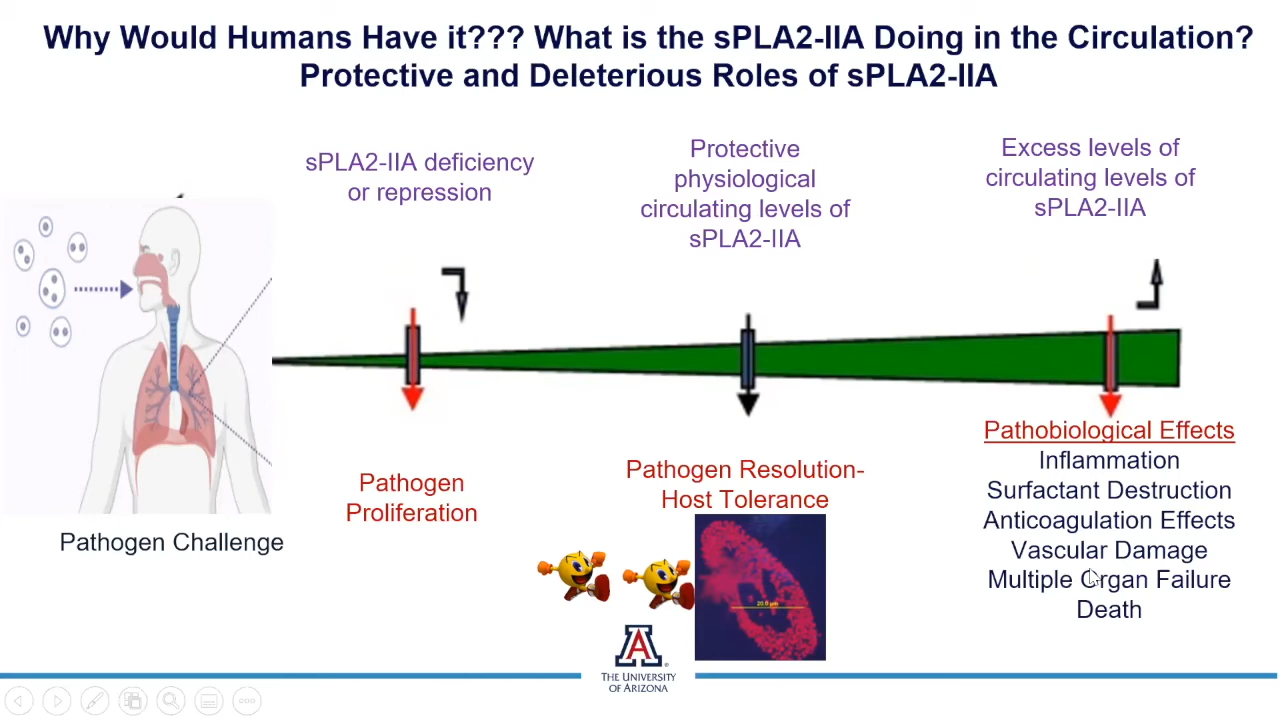 Why Would Humans Have it??? What is the sPLA2-IIA Doing in the Circulation?
Protective and Deleterious Roles of sPLA2-IIA
sPLA2-IIA deficiency
or repression
Protective
physiological
circulating levels of
sPLA2-IIA
Excess levels of
circulating levels of
sPLA2-IIA
Pathogen Challenge
Pathogen
Proliferation
Pathogen Resolution-
Host Tolerance
20.0 µm
Pathobiological Effects
Inflammation
Surfactant Destruction
Anticoagulation Effects
Vascular Damage
Multiple Organ Failure
Death
A
THE UNIVERSITY
OF ARIZONA